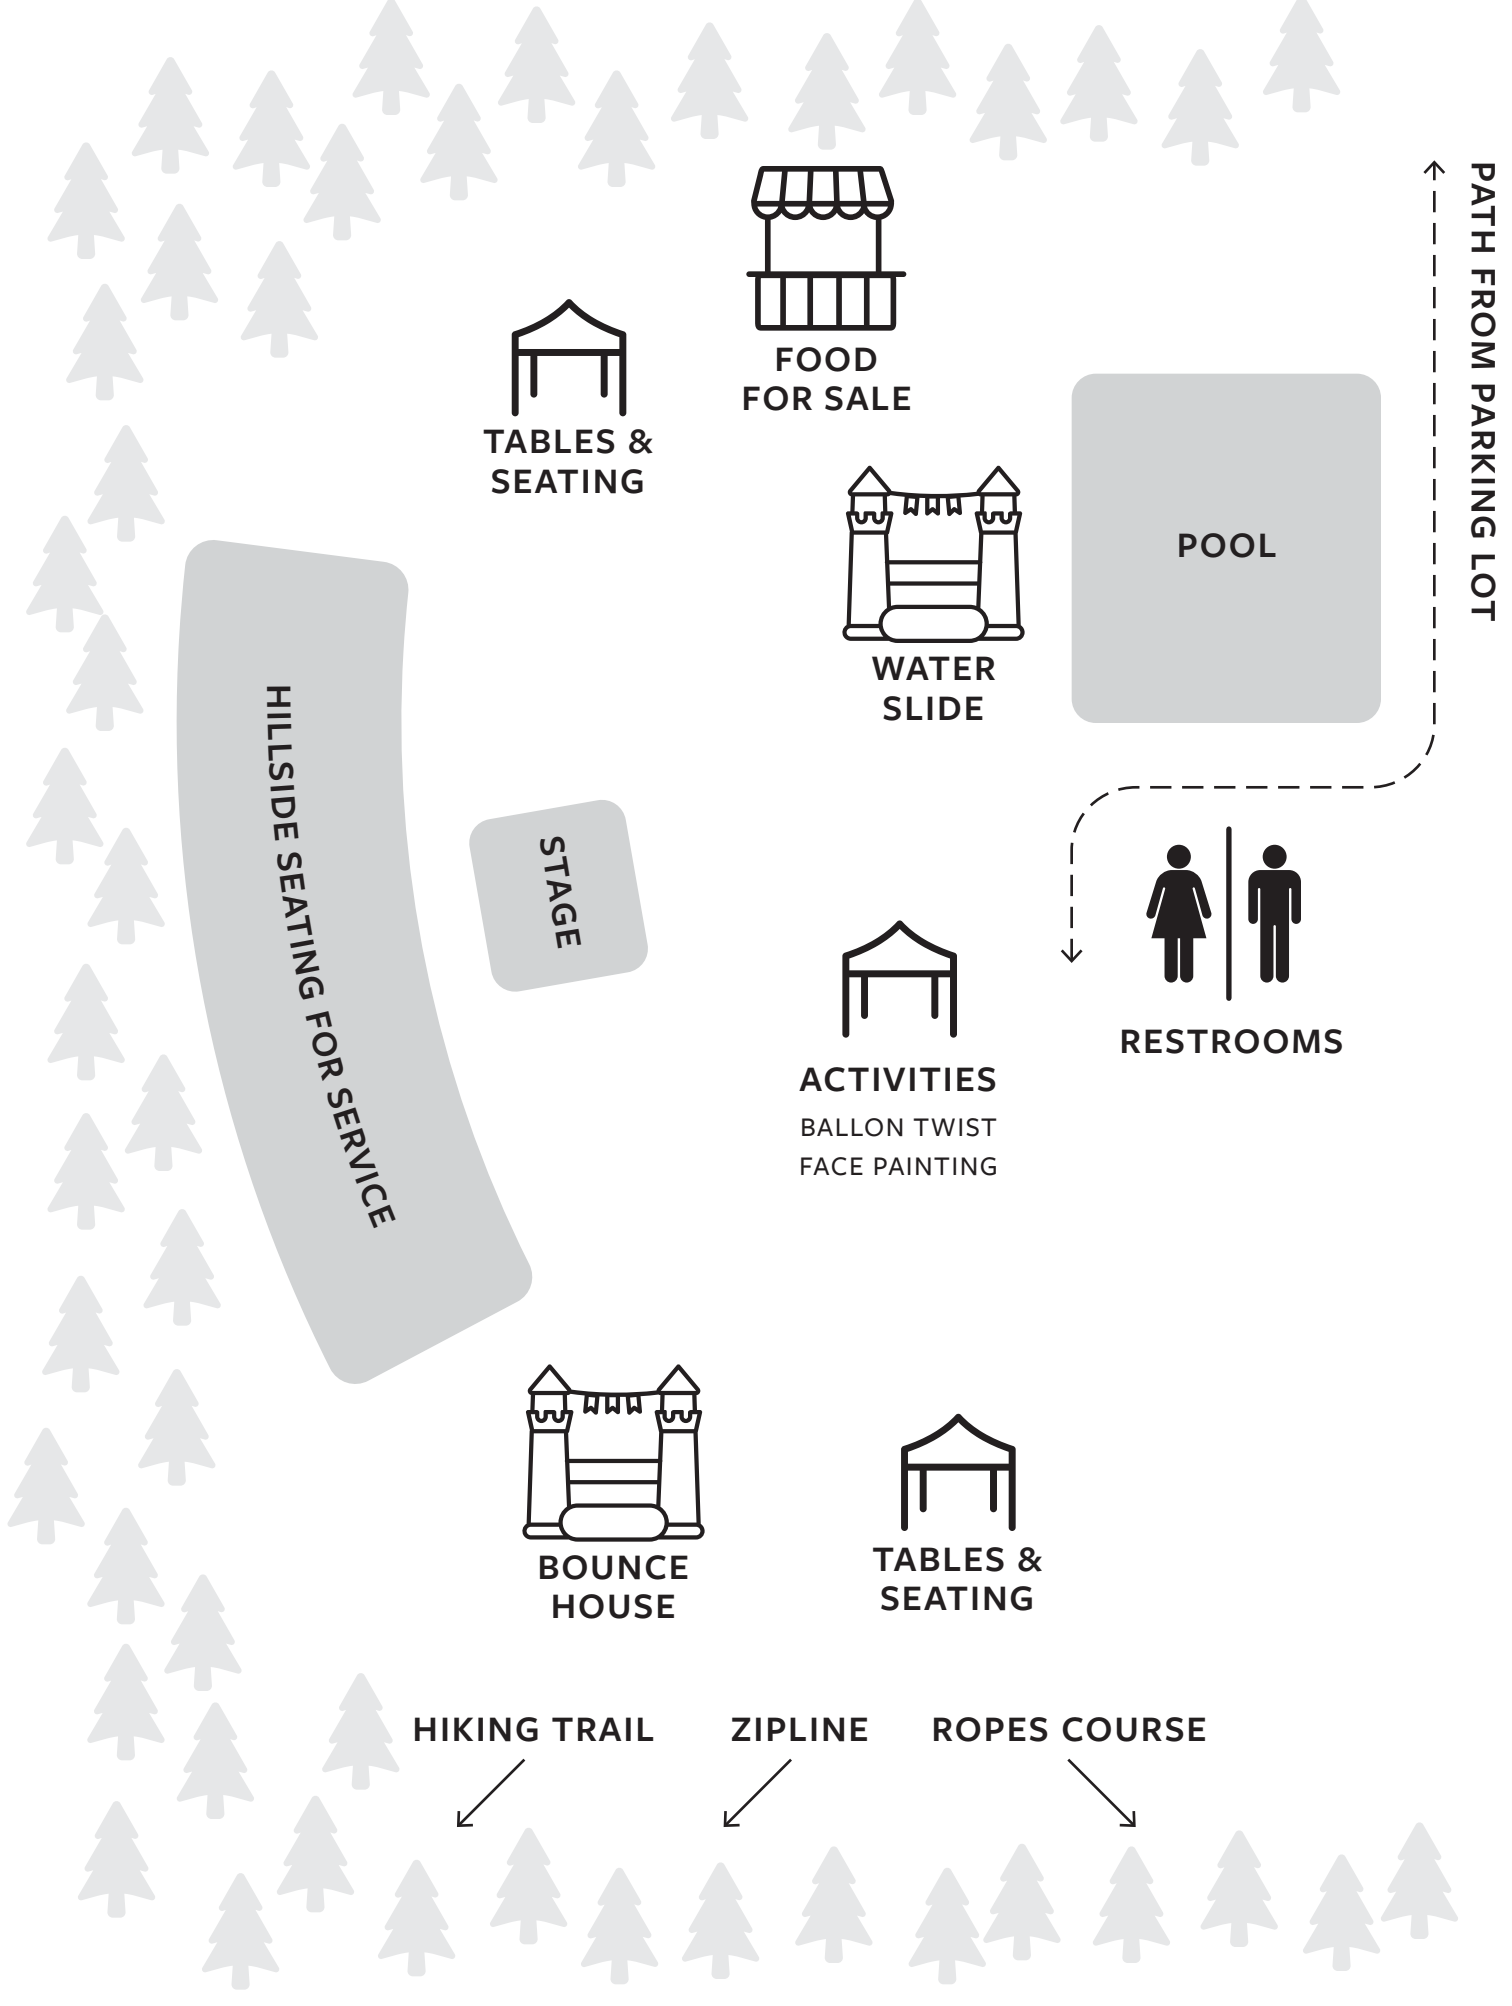 PATH FROM PARKING LOT
FOOD
FOR SALE
TABLES &
SEATING
POOL
WATER
SLIDE
HILLSIDE SEATING FOR SERVICE
STAGE
RESTROOMS
ACTIVITIES
BALLON TWIST
FACE PAINTING
BOUNCE
HOUSE
TABLES &
SEATING
HIKING TRAIL
ZIPLINE
ROPES COURSE